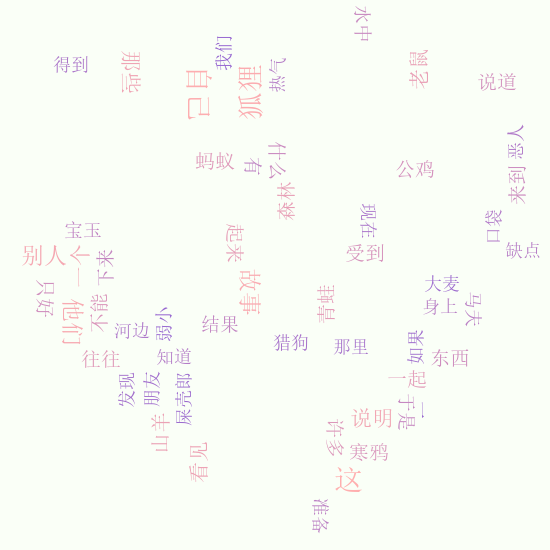 水中
我们
得到
那些
自己
狐狸
气愤
老鹰
说道
蚂蚁
有
什么
森林
公鸡
恶人
来到
口袋
缺点
宝玉
别人
一个
下来
起来
现在
受到
只好
他们
不能
故事
青蛙
大麦
身上
马夫
河边
弱小
结果
猎狗
那里
如果
东西
往往
知道
发现
朋友
屎壳郎
一起
于是
山羊
看见
许多
说明
寒鸦
这
准备